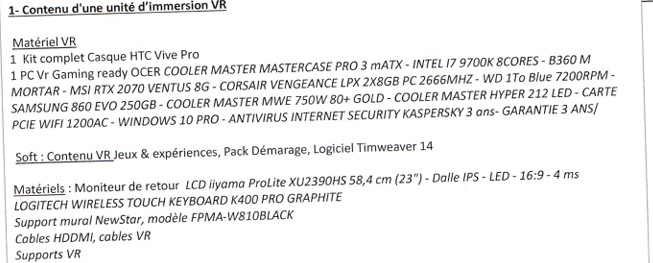 1- Contenu d'une unité d’immersion VR
Matériel VR
1 Kit complet Casque HTC Vive Pro
1 PC Vr Gaming ready OCER COOLER MASTER MASTERCASE PRO 3 mATX - INTEL I7 9700K 8CORES - B360 M
MORTAR - MSI RTX 2070 VENTUS 8G - CORSAIR VENGEANCE LPX 2X8GB PC 2666MHZ - WD 1To Blue 7200RPM -
SAMSUNG 860 EVO 250GB - COOLER MASTER MWE 750W 80+ GOLD - COOLER MASTER HYPER 212 LED - CARTE
PCIE WIFI 1200AC - WINDOWS 10 PRO - ANTIVIRUS INTERNET SECURITY KASPERSKY 3 ans- GARANTIE 3 ANS/
Soft : Contenu VR Jeux & expériences, Pack Démarage, Logiciel Timweaver 14
Matériels : Moniteur de retour LCD iiyama ProLite XU2390HS 58,4 cm (23") - Dalle IPS - LED - 16:9 - 4 ms
LOGITECH WIRELESS TOUCH KEYBOARD K400 PRO GRAPHITE
Support mural NewStar, modèle FPMA-W810BLACK
Cables HDDMI, cables VR
Supports VR